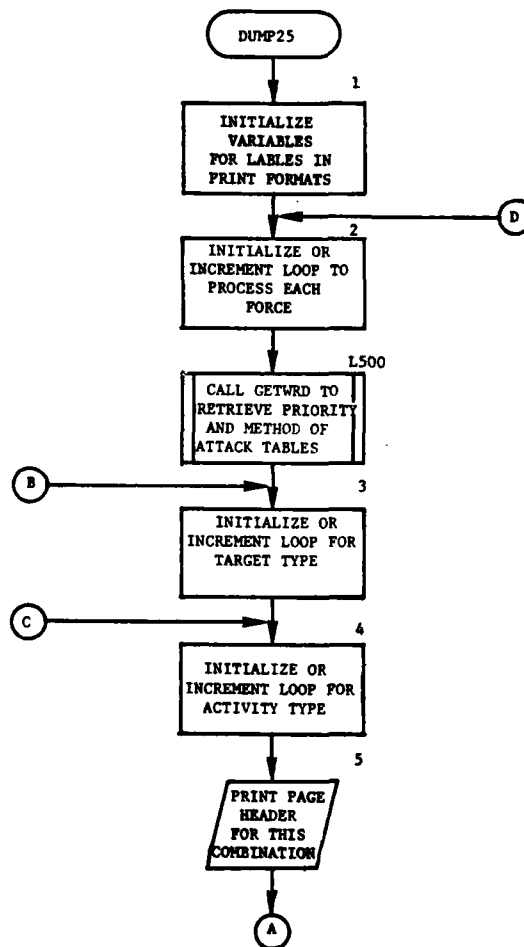 DUMP25
1
INITIALIZE
VARIABLES
FOR LABLES IN
PRINT FORMATS
D
2
INITIALIZE OR
INCREMENT LOOP TO
PROCESS EACH
FORCE
L500
CALL GETWRD TO
RETRIEVE PRIORITY
AND METHOD OF
ATTACK TABLES
B
3
INITIALIZE OR
INCREMENT LOOP FOR
TARGET TYPE
C
4
INITIALIZE OR
INCREMENT LOOP FOR
ACTIVITY TYPE
5
PRINT PAGE
HEADER
FOR THIS
COMBINATION
A